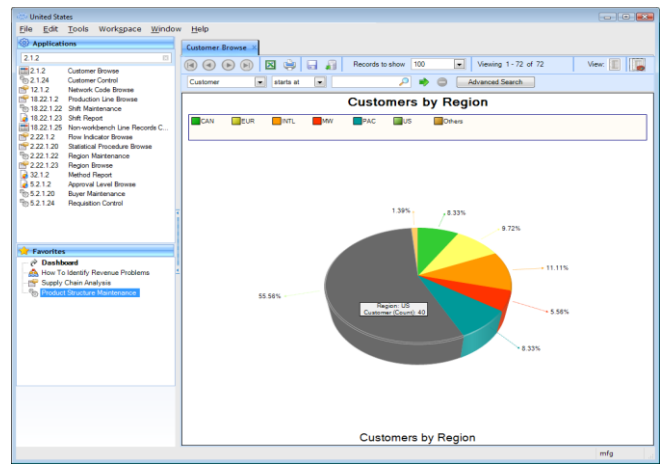 United States
File Edit Tools Workspace Window Help
Applications
2.1.2
2.1.2 Customer Browse
2.1.24 Customer Control
12.1.2 Network Code Browse
18.22.1.2 Production Line Browse
18.22.1.22 Shift Maintenance
18.22.1.23 Shift Report
18.22.1.25 Non-workbench Line Records C...
2.22.1.2 Flow Indicator Browse
2.22.1.20 Statistical Procedure Browse
2.22.1.22 Region Maintenance
2.22.1.23 Region Browse
32.1.2 Method Report
5.2.1.2 Approval Level Browse
5.2.1.20 Buyer Maintenance
5.2.1.24 Requisition Control
Favorites
Dashboard
How To Identify Revenue Problems
Supply Chain Analysis
Product Structure Maintenance
Customer Browse
Records to show 100 Viewing 1 - 72 of 72 View:
Customer starts at Advanced Search
Customers by Region
CAN EUR INTL MW PAC US Others
1.39% 8.33%
9.72%
11.11%
55.56%
Region: US
Customer (Count): 40
5.56%
8.33%
Customers by Region
mfg